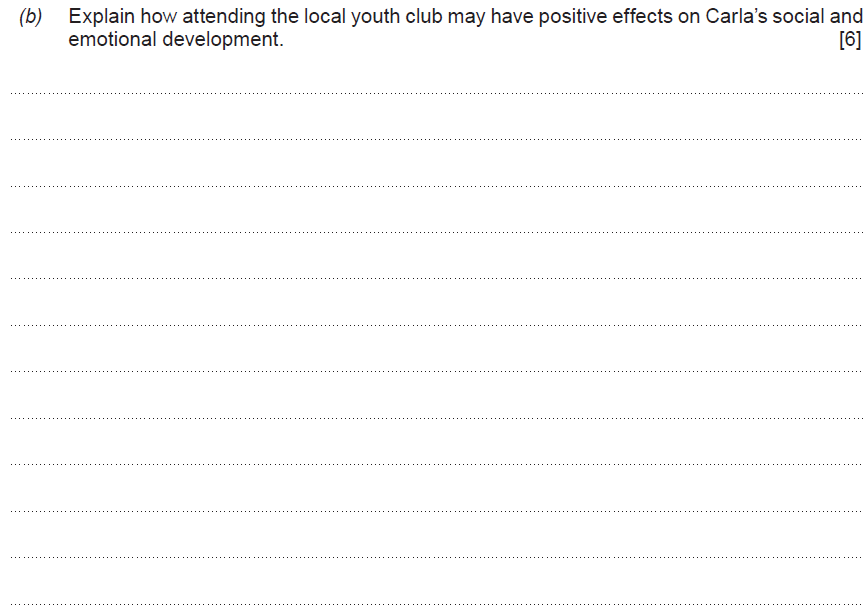 (b) Explain how attending the local youth club may have positive effects on Carla's social and
emotional development. [6]